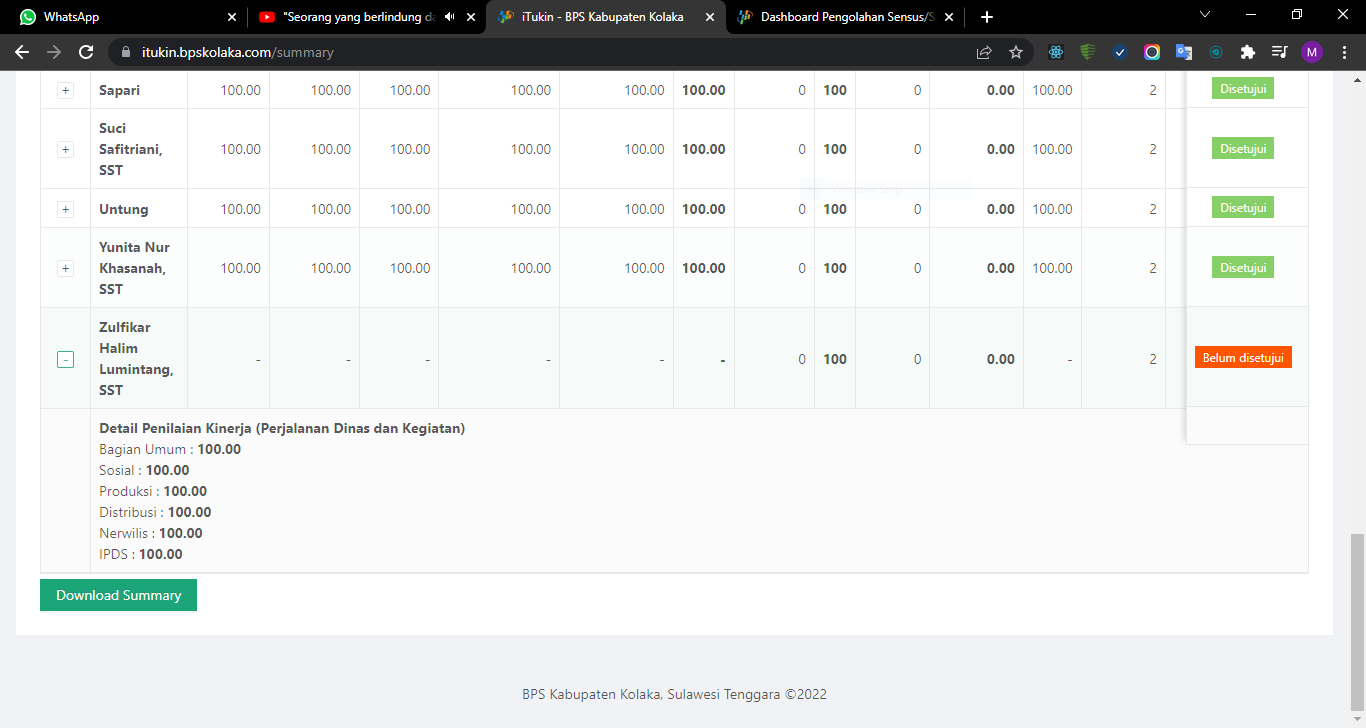 WhatsApp
"Seorang yang berlindung da
iTukin - BPS Kabupaten Kolaka
Dashboard Pengolahan Sensus/S
itukin.bpskolaka.com/summary
M
+ Sapari 100.00 100.00 100.00 100.00 100.00 100.00 0 100 0 0.00 100.00 2 Disetujui
Suci
+ Safitriani, 100.00 100.00 100.00 100.00 100.00 100.00 0 100 0 0.00 100.00 2 Disetujui
SST
+ Untung 100.00 100.00 100.00 100.00 100.00 100.00 0 100 0 0.00 100.00 2 Disetujui
Yunita Nur
+ Khasanah, 100.00 100.00 100.00 100.00 100.00 100.00 0 100 0 0.00 100.00 2 Disetujui
SST
Zulfikar
Halim
- - - - - - - 0 100 0 0.00 - 2 Belum disetujui
Lumintang,
SST
Detail Penilaian Kinerja (Perjalanan Dinas dan Kegiatan)
Bagian Umum : 100.00
Sosial : 100.00
Produksi : 100.00
Distribusi : 100.00
Nerwilis : 100.00
IPDS : 100.00
Download Summary
BPS Kabupaten Kolaka, Sulawesi Tenggara ©2022